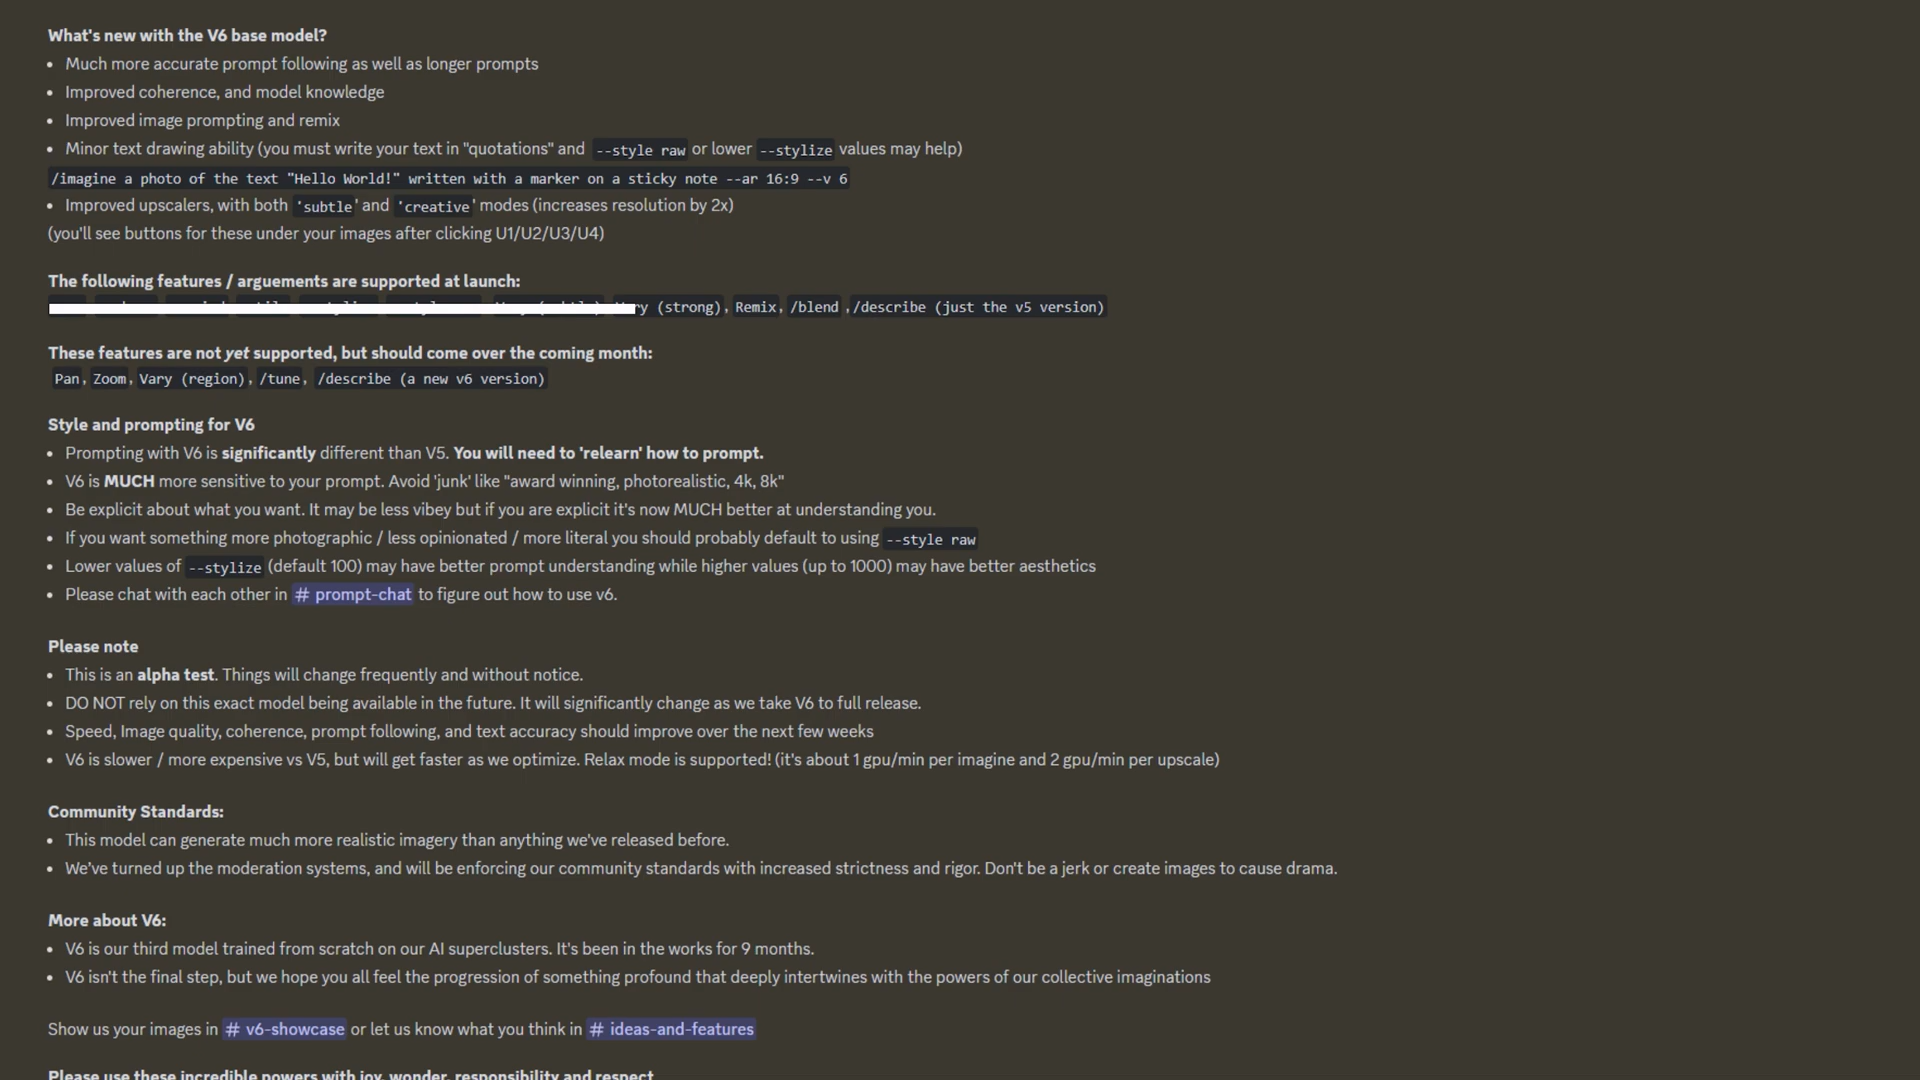 What's new with the V6 base model?
• Much more accurate prompt following as well as longer prompts
• Improved coherence, and model knowledge
• Improved image prompting and remix
• Minor text drawing ability (you must write your text in "quotations" and --style raw or lower --stylize values may help)
/imagine a photo of the text "Hello World!" written with a marker on a sticky note --ar 16:9 --v 6
• Improved upscalers, with both 'subtle' and 'creative' modes (increases resolution by 2x)
(you'll see buttons for these under your images after clicking U1/U2/U3/U4)
The following features / arguements are supported at launch:
(strong), Remix, /blend ,/describe (just the v5 version)
These features are not yet supported, but should come over the coming month:
Pan, Zoom, Vary (region), /tune, /describe (a new v6 version)
Style and prompting for V6
• Prompting with V6 is significantly different than V5. You will need to 'relearn' how to prompt.
• V6 is MUCH more sensitive to your prompt. Avoid 'junk' like "award winning, photorealistic, 4k, 8k"
• Be explicit about what you want. It may be less vibey but if you are explicit it's now MUCH better at understanding you.
• If you want something more photographic / less opinionated / more literal you should probably default to using --style raw
• Lower values of --stylize (default 100) may have better prompt understanding while higher values (up to 1000) may have better aesthetics
• Please chat with each other in # prompt-chat to figure out how to use v6.
Please note
• This is an alpha test. Things will change frequently and without notice.
• DO NOT rely on this exact model being available in the future. It will significantly change as we take V6 to full release.
• Speed, Image quality, coherence, prompt following, and text accuracy should improve over the next few weeks
• V6 is slower / more expensive vs V5, but will get faster as we optimize. Relax mode is supported! (it's about 1 gpu/min per imagine and 2 gpu/min per upscale)
Community Standards:
• This model can generate much more realistic imagery than anything we've released before.
• We've turned up the moderation systems, and will be enforcing our community standards with increased strictness and rigor. Don't be a jerk or create images to cause drama.
More about V6:
• V6 is our third model trained from scratch on our AI superclusters. It's been in the works for 9 months.
• V6 isn't the final step, but we hope you all feel the progression of something profound that deeply intertwines with the powers of our collective imaginations
Show us your images in # v6-showcase or let us know what you think in # ideas-and-features
Please use these incredible powers with joy, wonder, responsibility and respect